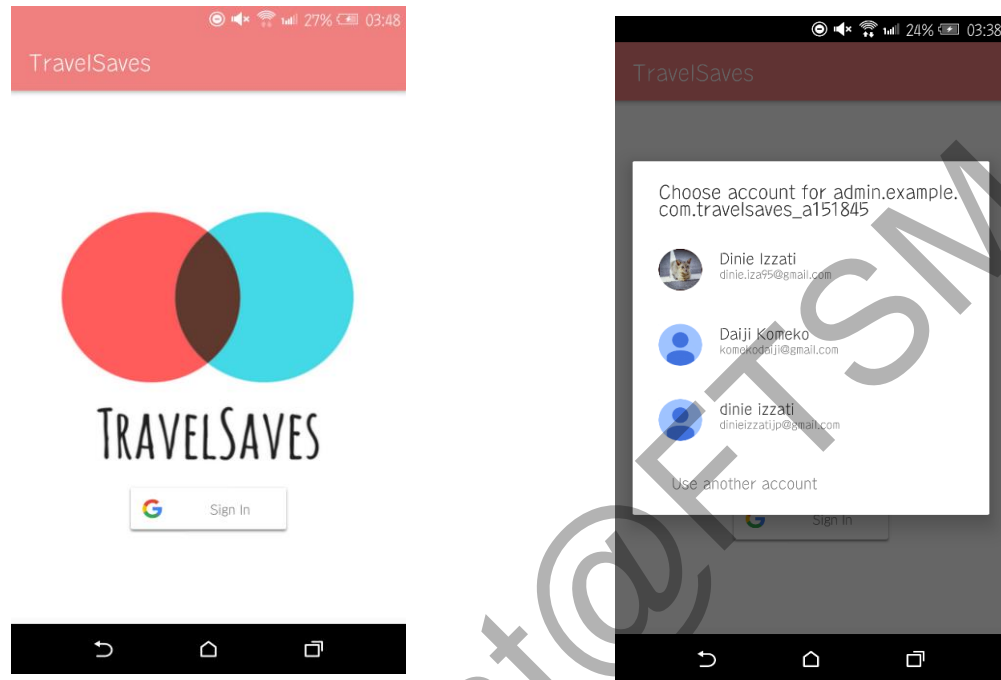 27% 03:48
TravelSaves
TRAVELSAVES
Sign In
24% 03:38
TravelSaves
Choose account for admin.example.
com.travelsaves_a151845
Dinie Izzati
dinie.iza95@gmail.com
Daiji Komeko
komekodaiji@gmail.com
dinie izzati
dinieizzatijp@gmail.com
Use another account
Sign In
t@FTSM